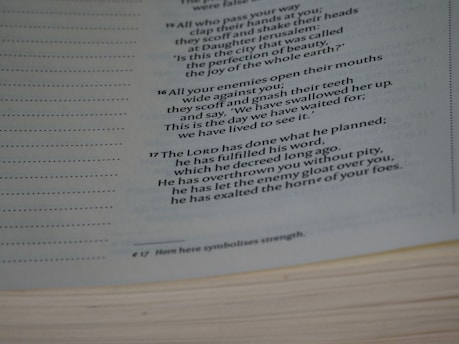 were false
15 All who pass your way
clap their hands at you;
they scoff and shake their heads
at Daughter Jerusalem:
'Is this the city that was called
the perfection of beauty,
the joy of the whole earth?'
16 All your enemies open their mouths
wide against you;
they scoff and gnash their teeth
and say, 'We have swallowed her up.
This is the day we have waited for;
we have lived to see it.'
17 The LORD has done what he planned;
he has fulfilled his word,
which he decreed long ago.
He has overthrown you without pity,
he has let the enemy gloat over you,
he has exalted the horn e of your foes.
e 17 Horn here symbolises strength.